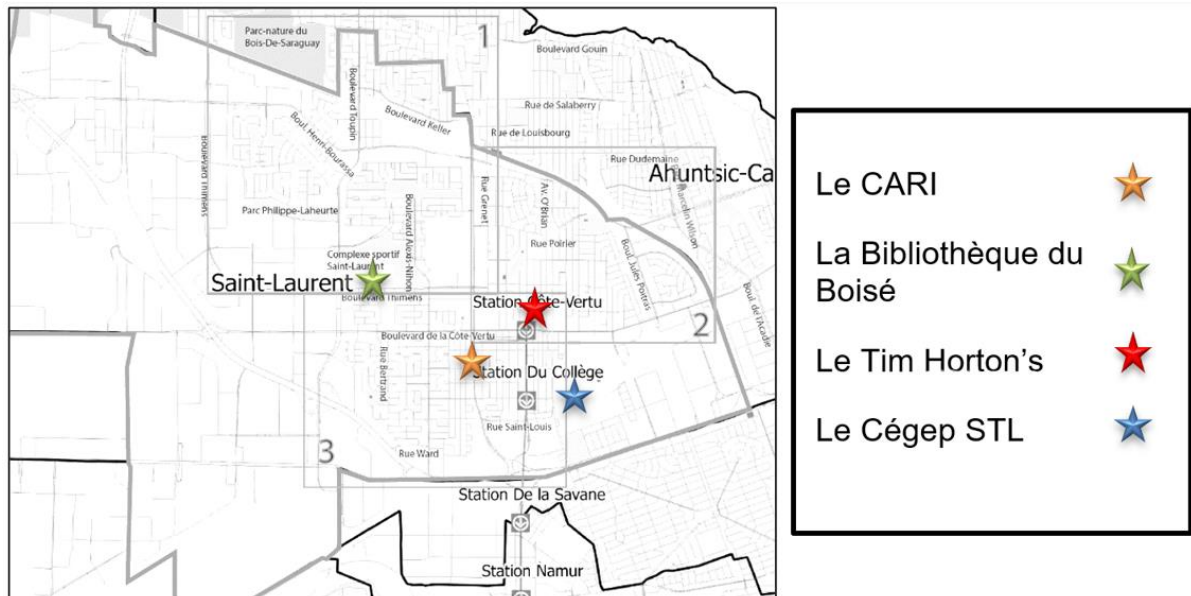 Parc-nature du
Bois-De-Saraguay
1
Boulevard Gouin
Boulevard Toupin
Boulevard Keller
Rue de Salaberry
Rue de Louisbourg
Boul. Henri-Bourassa
Rue Dudemaine
Ahuntsic-Ca
Marcelin Wilson
Boulevard Thimens
Parc Philippe-Laheurte
Boulevard Alexis-Nihon
Rue Grenet
Av. O'Brian
Rue Poirier
Boul. Jules Poitras
Complexe sportif
Saint-Laurent
Saint-Laurent
Boulevard Thimens
Station Côte-Vertu
2
Boul. de l'Acadie
Boulevard de la Côte-Vertu
Rue Bertrand
Station Du Collège
Rue Saint-Louis
3
Rue Ward
Station De la Savane
Station Namur
Le CARI
La Bibliothèque du
Boisé
Le Tim Horton's
Le Cégep STL